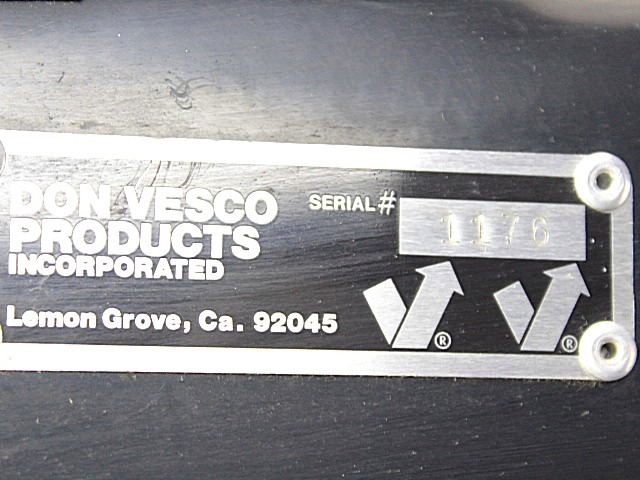 DON VESCO
PRODUCTS
INCORPORATED
SERIAL# 1176
Lemon Grove, Ca. 92045
® ®